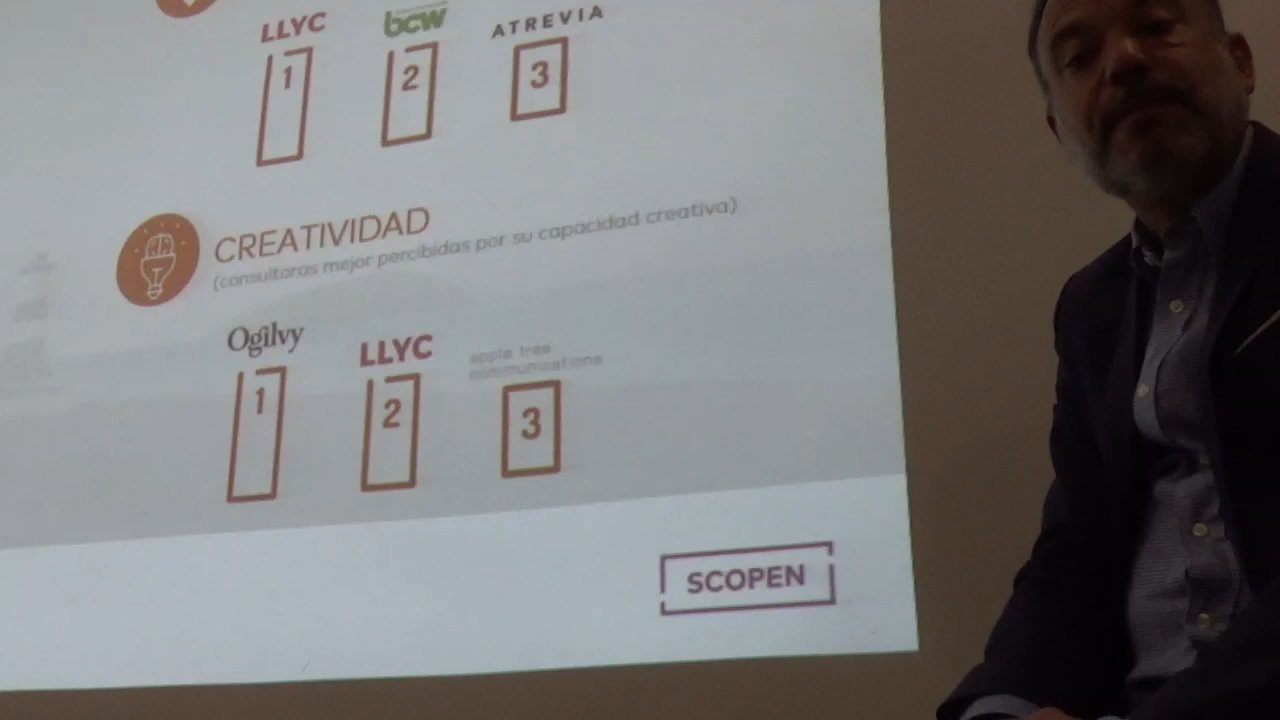 LLYC bcw ATREVIA
1 2 3
CREATIVIDAD
(consultoras mejor percibidas por su capacidad creativa)
Ogilvy LLYC apple tree
communications
1 2 3
SCOPEN